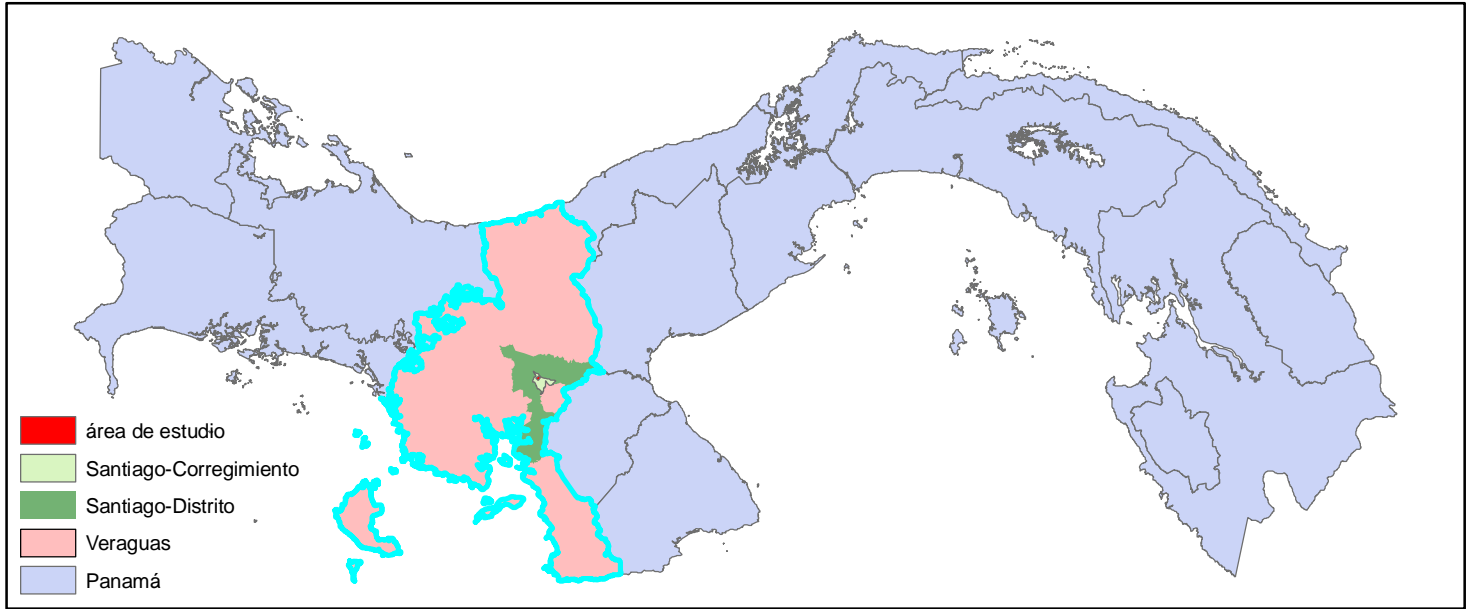 área de estudio
Santiago-Corregimiento
Santiago-Distrito
Veraguas
Panamá